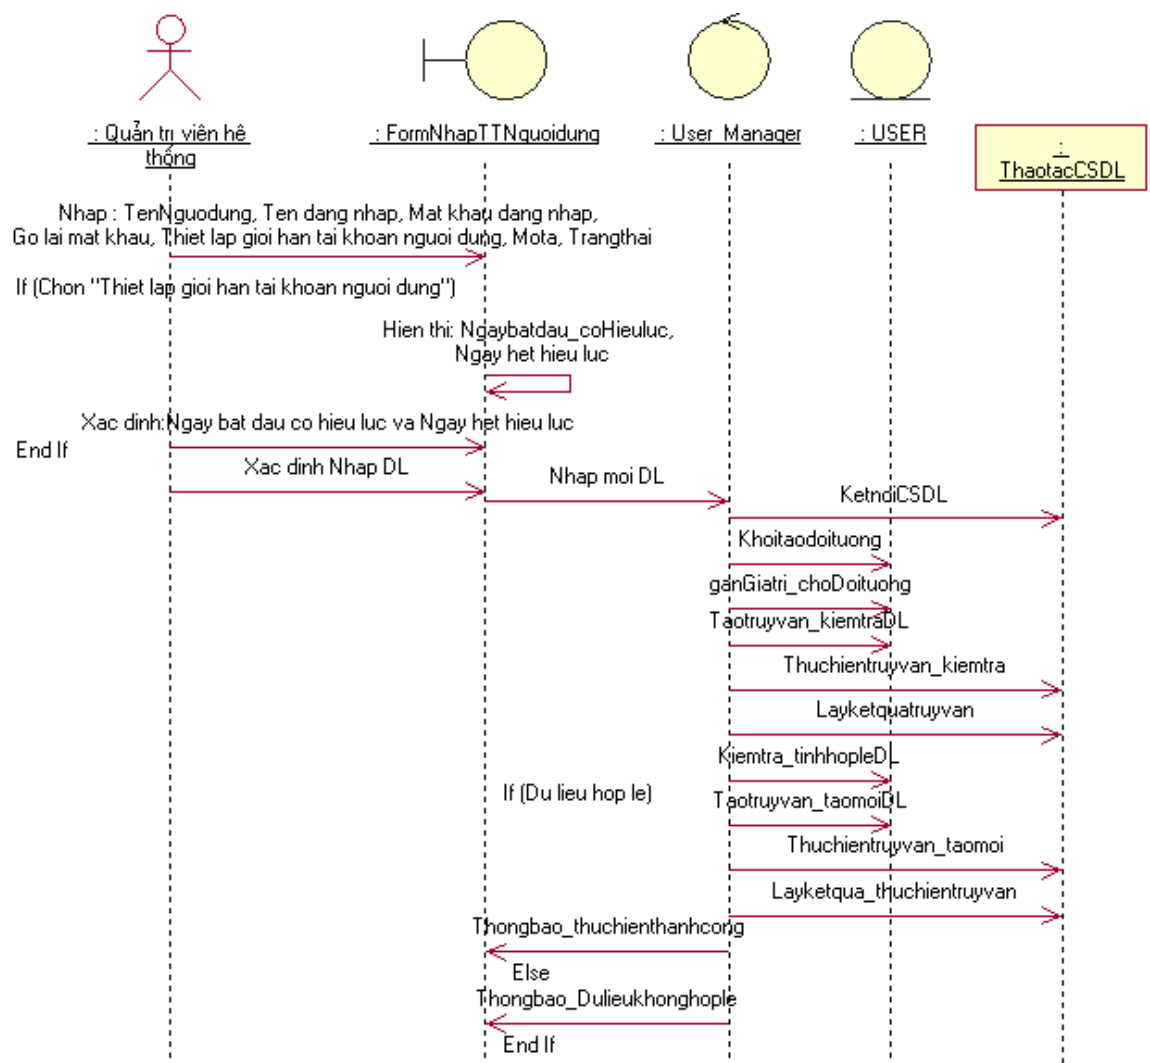 : Quản trị viên hệ
thống
: FormNhapTTNguoidung
: User Manager
: USER
:
ThaotacCSDL
Nhap : TenNguodung, Ten dang nhap, Mat khau dang nhap,
Go lai mat khau, Thiet lap gioi han tai khoan nguoi dung, Mota, Trangthai
If (Chon "Thiet lap gioi han tai khoan nguoi dung")
Hien thi: Ngaybatdau_coHieuluc,
Ngay het hieu luc
Xac dinh:Ngay bat dau co hieu luc va Ngay het hieu luc
End If
Xac dinh Nhap DL
Nhap moi DL
KetnoiCSDL
Khoitaodoituong
ganGiatri_choDoituong
Taotruyvan_kiemtraDL
Thuchientruyvan_kiemtra
Layketquatruyvan
Kiemtra_tinhhopleDL
If (Du lieu hop le)
Taotruyvan_taomoiDL
Thuchientruyvan_taomoi
Layketqua_thuchientruyvan
Thongbao_thuchienthanhcong
Else
Thongbao_Dulieukhonghople
End If